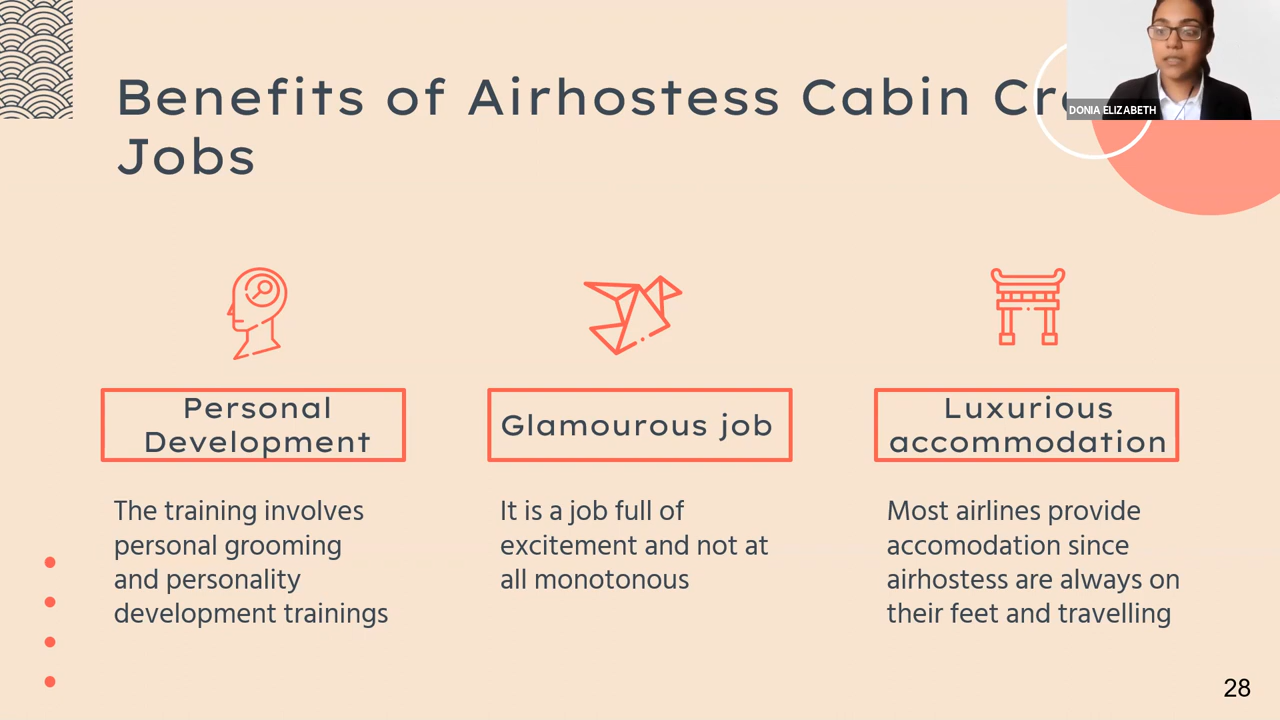 Benefits of Airhostess Cabin
Jobs
DONIA ELIZABETH
Personal
Development
The training involves
personal grooming
and personality
development trainings
Glamourous job
It is a job full of
excitement and not at
all monotonous
Luxurious
accommodation
Most airlines provide
accomodation since
airhostess are always on
their feet and travelling
28